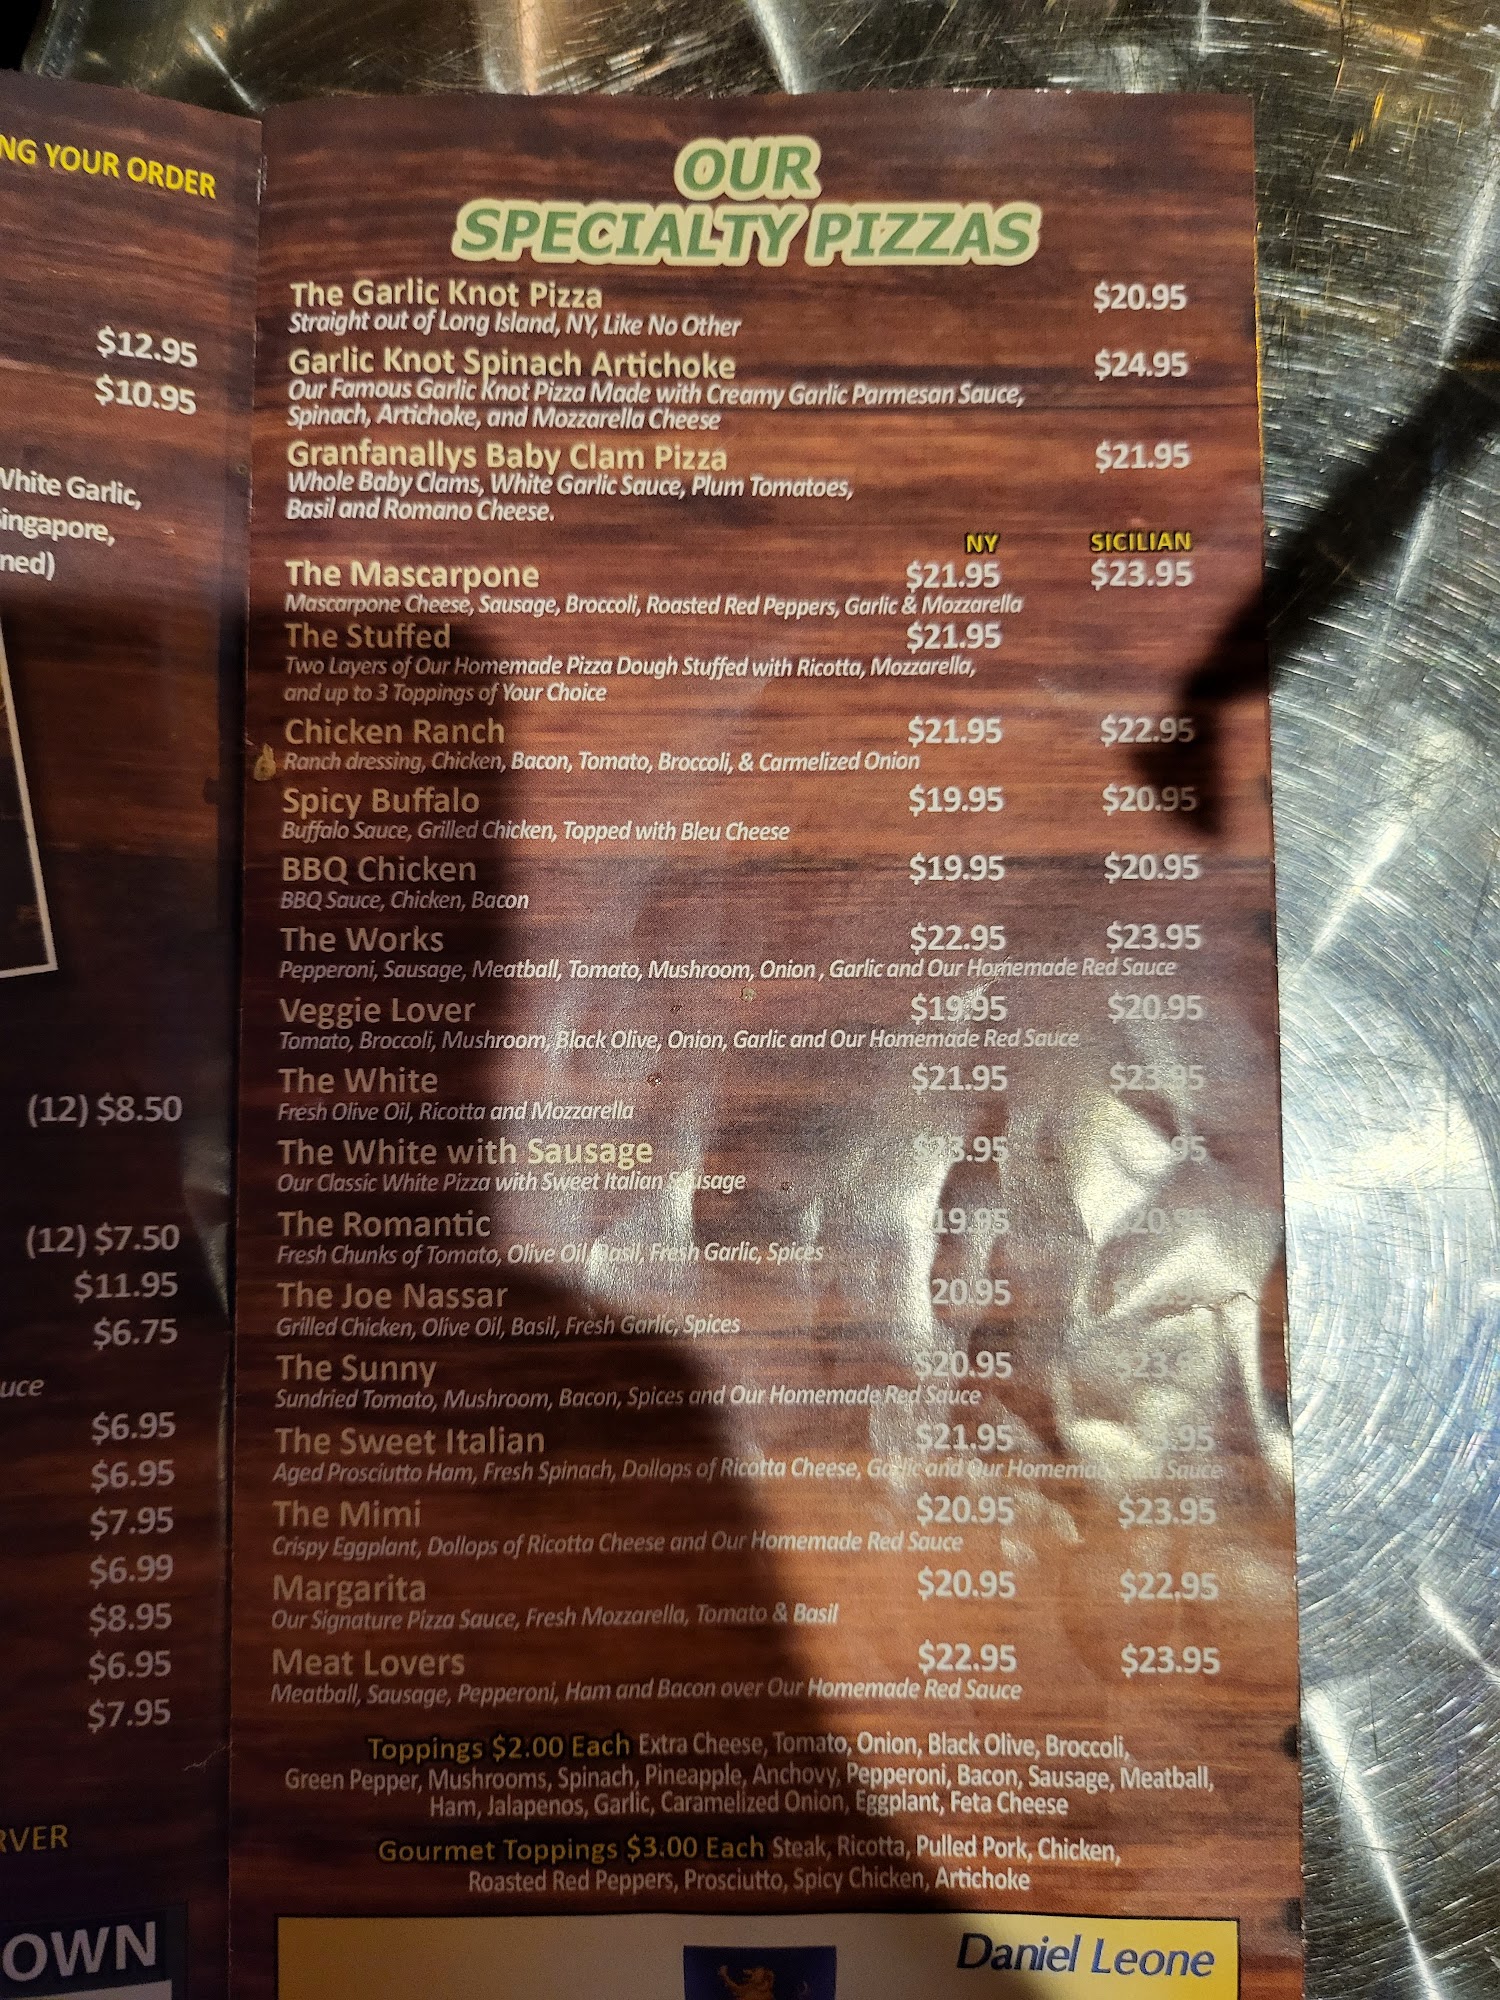 NG YOUR ORDER
$12.95
$10.95
White Garlic,
ingapore,
ned)
(12) $8.50
(12) $7.50
$11.95
$6.75
uce
$6.95
$6.95
$7.95
$6.99
$8.95
$6.95
$7.95
RVER
OWN
OUR
SPECIALTY PIZZAS
The Garlic Knot Pizza $20.95
Straight out of Long Island, NY, Like No Other
Garlic Knot Spinach Artichoke $24.95
Our Famous Garlic Knot Pizza Made with Creamy Garlic Parmesan Sauce,
Spinach, Artichoke, and Mozzarella Cheese
Granfanallys Baby Clam Pizza $21.95
Whole Baby Clams, White Garlic Sauce, Plum Tomatoes,
Basil and Romano Cheese.
NY SICILIAN
The Mascarpone $21.95 $23.95
Mascarpone Cheese, Sausage, Broccoli, Roasted Red Peppers, Garlic & Mozzarella
The Stuffed $21.95
Two Layers of Our Homemade Pizza Dough Stuffed with Ricotta, Mozzarella,
and up to 3 Toppings of Your Choice
Chicken Ranch $21.95 $22.95
Ranch dressing, Chicken, Bacon, Tomato, Broccoli, & Carmelized Onion
Spicy Buffalo $19.95 $20.95
Buffalo Sauce, Grilled Chicken, Topped with Bleu Cheese
BBQ Chicken $19.95 $20.95
BBQ Sauce, Chicken, Bacon
The Works $22.95 $23.95
Pepperoni, Sausage, Meatball, Tomato, Mushroom, Onion , Garlic and Our Homemade Red Sauce
Veggie Lover $19.95 $20.95
Tomato, Broccoli, Mushroom, Black Olive, Onion, Garlic and Our Homemade Red Sauce
The White $21.95 $23.95
Fresh Olive Oil, Ricotta and Mozzarella
The White with Sausage $23.95
Our Classic White Pizza with Sweet Italian Sausage
The Romantic $19.95
Fresh Chunks of Tomato, Olive Oil, Basil, Fresh Garlic, Spices
The Joe Nassar $20.95
Grilled Chicken, Olive Oil, Basil, Fresh Garlic, Spices
The Sunny $20.95
Sundried Tomato, Mushroom, Bacon, Spices and Our Homemade Red Sauce
The Sweet Italian $21.95
Aged Prosciutto Ham, Fresh Spinach, Dollops of Ricotta Cheese, Garlic and Our Homemade Red Sauce
The Mimi $20.95 $23.95
Crispy Eggplant, Dollops of Ricotta Cheese and Our Homemade Red Sauce
Margarita $20.95 $22.95
Our Signature Pizza Sauce, Fresh Mozzarella, Tomato & Basil
Meat Lovers $22.95 $23.95
Meatball, Sausage, Pepperoni, Ham and Bacon over Our Homemade Red Sauce
Toppings $2.00 Each Extra Cheese, Tomato, Onion, Black Olive, Broccoli,
Green Pepper, Mushrooms, Spinach, Pineapple, Anchovy, Pepperoni, Bacon, Sausage, Meatball,
Ham, Jalapenos, Garlic, Caramelized Onion, Eggplant, Feta Cheese
Gourmet Toppings $3.00 Each Steak, Ricotta, Pulled Pork, Chicken,
Roasted Red Peppers, Prosciutto, Spicy Chicken, Artichoke
Daniel Leone